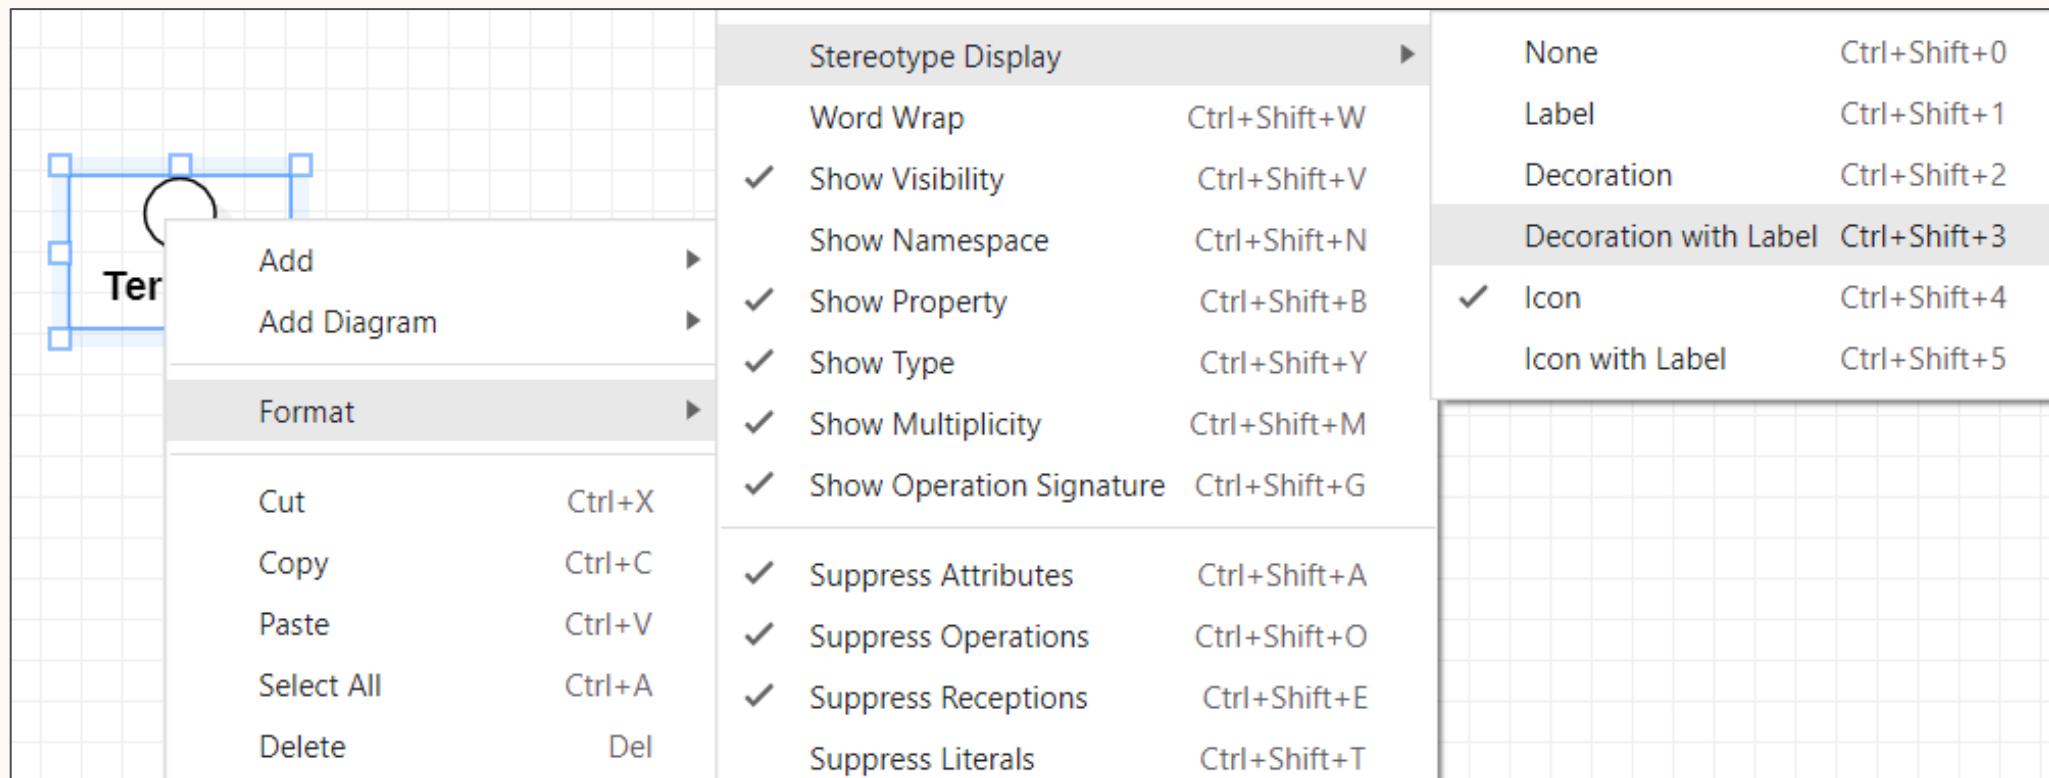 Ter
Add
Add Diagram
Format
Cut Ctrl+X
Copy Ctrl+C
Paste Ctrl+V
Select All Ctrl+A
Delete Del
Stereotype Display
Word Wrap Ctrl+Shift+W
Show Visibility Ctrl+Shift+V
Show Namespace Ctrl+Shift+N
Show Property Ctrl+Shift+B
Show Type Ctrl+Shift+Y
Show Multiplicity Ctrl+Shift+M
Show Operation Signature Ctrl+Shift+G
Suppress Attributes Ctrl+Shift+A
Suppress Operations Ctrl+Shift+O
Suppress Receptions Ctrl+Shift+E
Suppress Literals Ctrl+Shift+T
None Ctrl+Shift+0
Label Ctrl+Shift+1
Decoration Ctrl+Shift+2
Decoration with Label Ctrl+Shift+3
Icon Ctrl+Shift+4
Icon with Label Ctrl+Shift+5